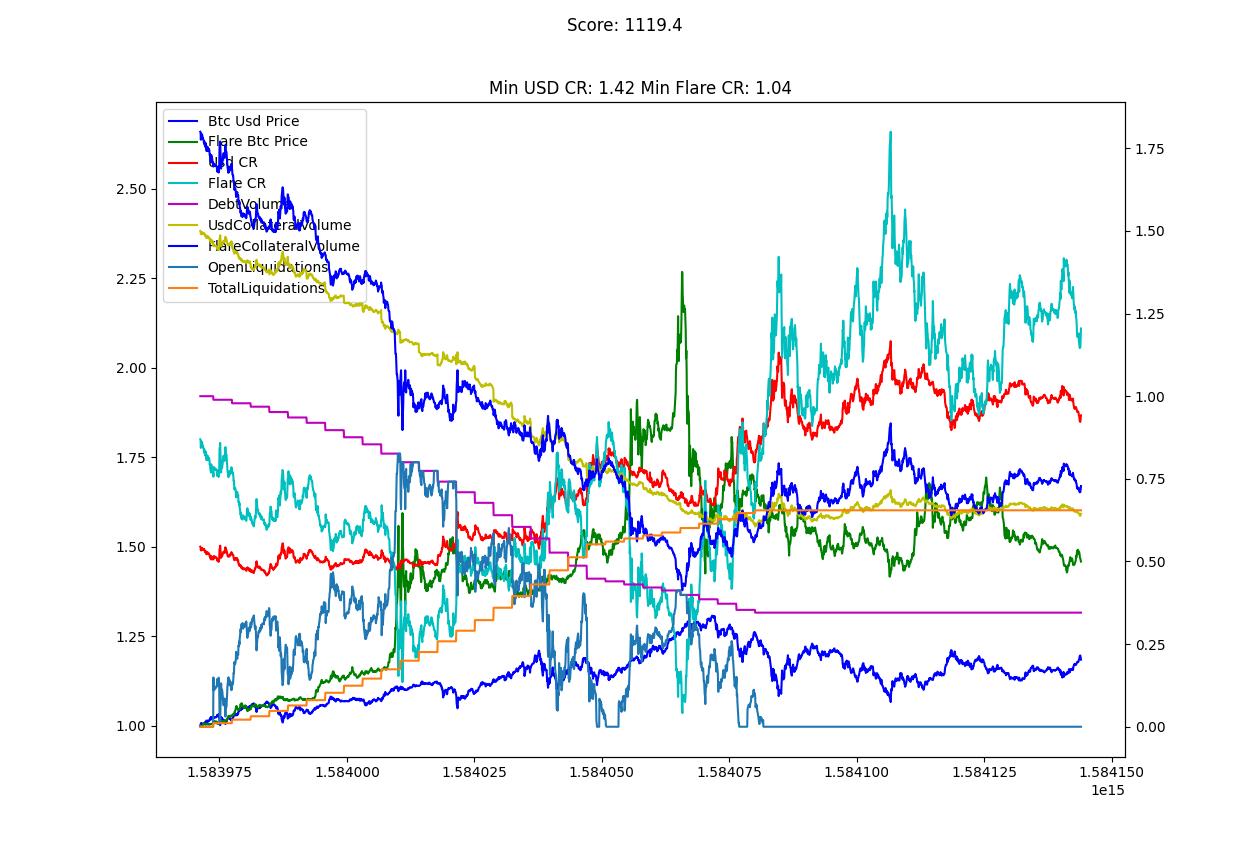 Score: 1119.4
Min USD CR: 1.42 Min Flare CR: 1.04
Btc Usd Price
Flare Btc Price
Usd CR
Flare CR
DebtVolume
UsdCollateralVolume
FlareCollateralVolume
OpenLiquidations
TotalLiquidations
2.50
2.25
2.00
1.75
1.50
1.25
1.00
1.75
1.50
1.25
1.00
0.75
0.50
0.25
0.00
1.583975 1.584000 1.584025 1.584050 1.584075 1.584100 1.584125 1.584150
1e15